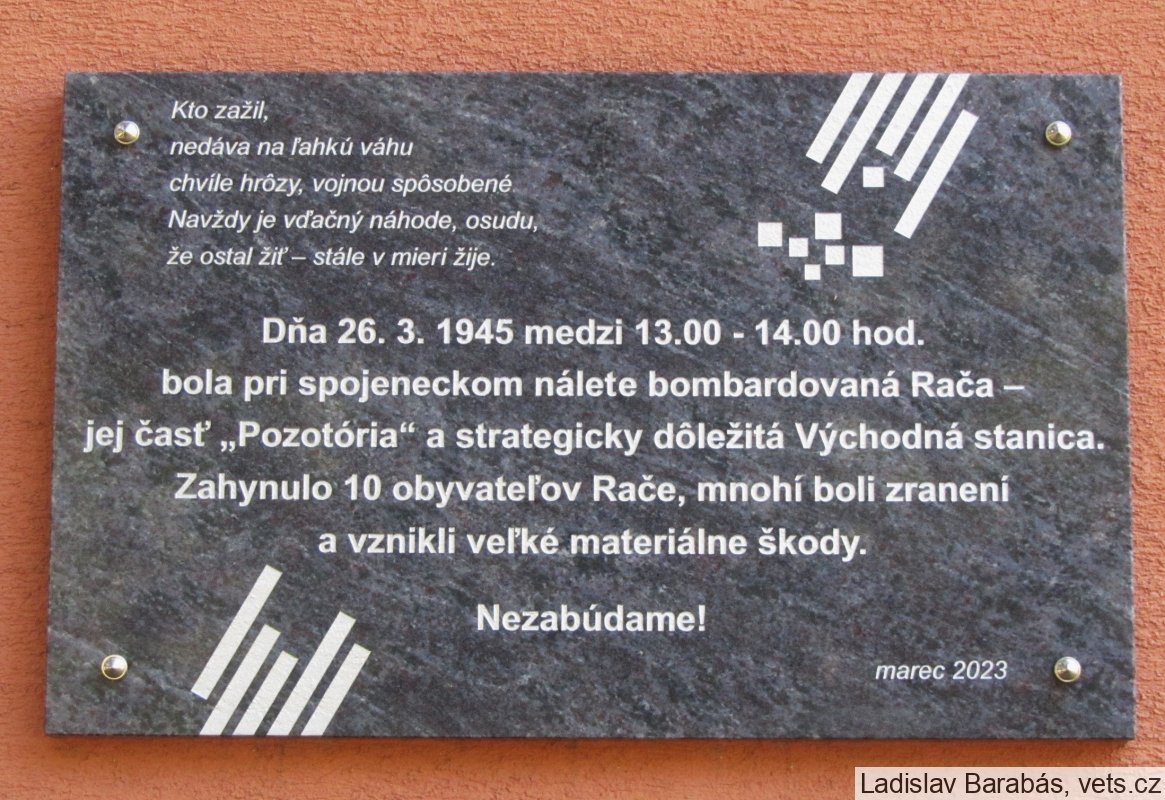 Kto zažil,
nedáva na ľahkú váhu
chvíle hrôzy, vojnou spôsobené
Navždy je vďačný náhode, osudu,
že ostal žiť – stále v mieri žije.
Dňa 26. 3. 1945 medzi 13.00 - 14.00 hod.
bola pri spojeneckom nálete bombardovaná Rača –
jej časť „Pozotória“ a strategicky dôležitá Východná stanica.
Zahynulo 10 obyvateľov Rače, mnohí boli zranení
a vznikli veľké materiálne škody.
Nezabúdame!
marec 2023
Ladislav Barabás, vets.cz